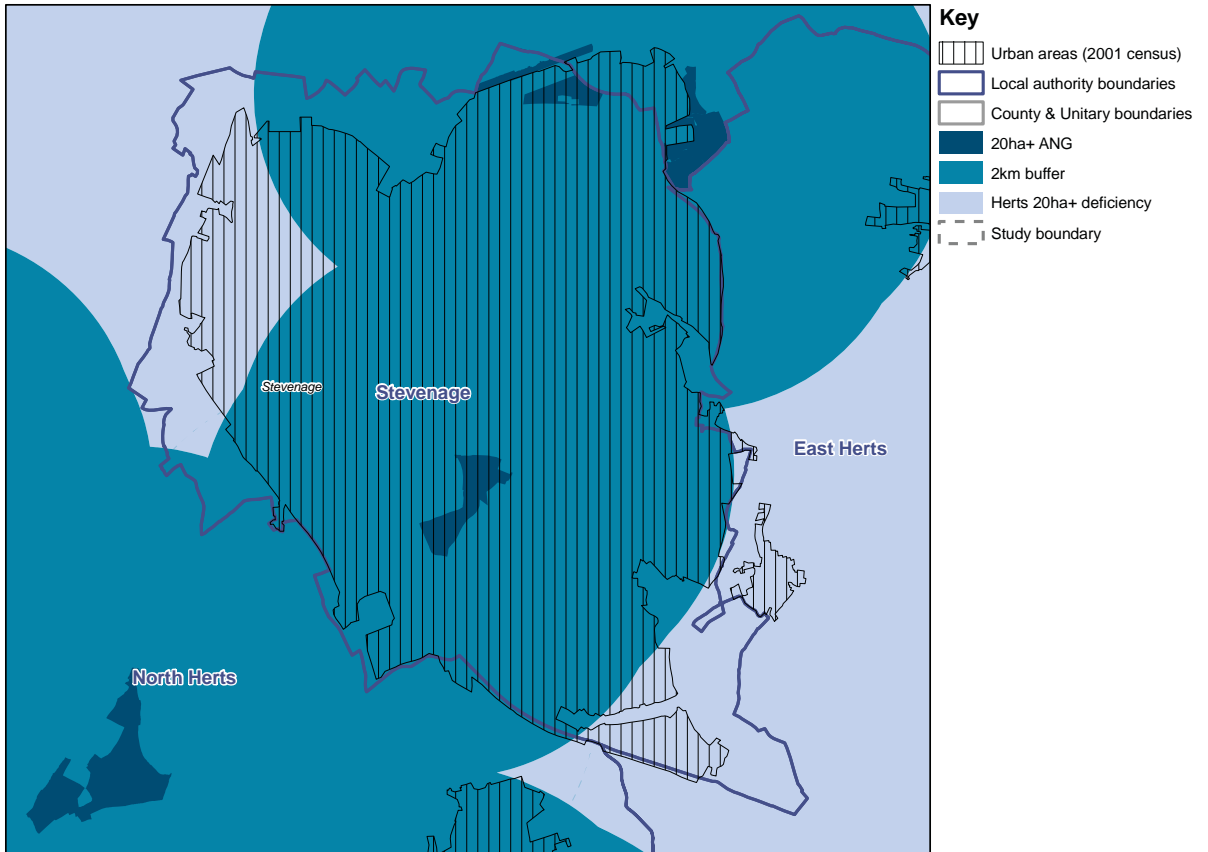 Key
Urban areas (2001 census)
Local authority boundaries
County & Unitary boundaries
20ha+ ANG
2km buffer
Herts 20ha+ deficiency
Study boundary
Stevenage
Stevenage
East Herts
North Herts